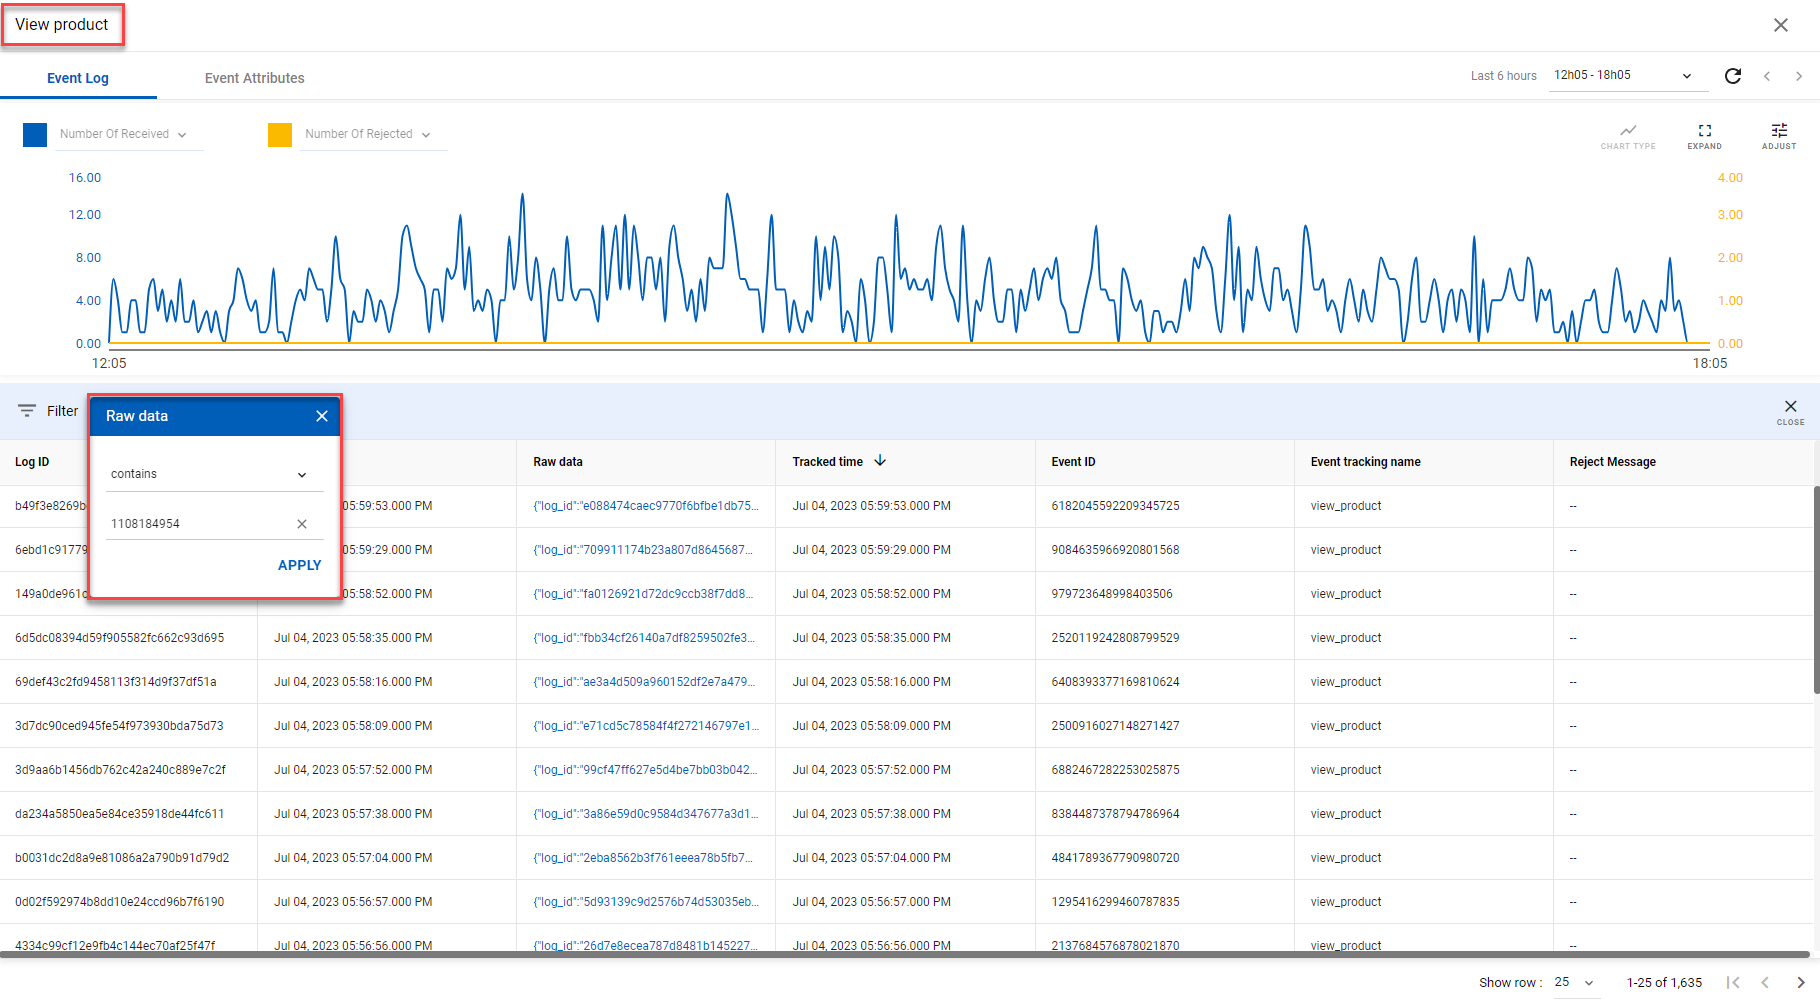 View product
Event Log Event Attributes Last 6 hours 12h05 - 18h05
Number Of Received Number Of Rejected
CHART TYPE EXPAND ADJUST
16.00 4.00
12.00 3.00
8.00 2.00
4.00 1.00
0.00 0.00
12:05 18:05
Filter Raw data CLOSE
contains
1108184954
APPLY
Log ID Raw data Tracked time Event ID Event tracking name Reject Message
b49f3e8269b 05:59:53.000 PM {"log_id":"e088474caec9770f6bfbe1db75... Jul 04, 2023 05:59:53.000 PM 6182045592209345725 view_product --
6ebd1c91779 05:59:29.000 PM {"log_id":"709911174b23a807d8645687... Jul 04, 2023 05:59:29.000 PM 9084635966920801568 view_product --
149a0de961c 05:58:52.000 PM {"log_id":"fa0126921d72dc9ccb38f7dd8... Jul 04, 2023 05:58:52.000 PM 979723648998403506 view_product --
6d5dc08394d59f905582fc662c93d695 Jul 04, 2023 05:58:35.000 PM {"log_id":"fbb34cf26140a7df8259502fe3... Jul 04, 2023 05:58:35.000 PM 2520119242808799529 view_product --
69def43c2fd9458113f314d9f37df51a Jul 04, 2023 05:58:16.000 PM {"log_id":"ae3a4d509a960152df2e7a479... Jul 04, 2023 05:58:16.000 PM 6408393377169810624 view_product --
3d7dc90ced945fe54f973930bda75d73 Jul 04, 2023 05:58:09.000 PM {"log_id":"e71cd5c78584f4f272146797e1... Jul 04, 2023 05:58:09.000 PM 2500916027148271427 view_product --
3d9aa6b1456db762c42a240c889e7c2f Jul 04, 2023 05:57:52.000 PM {"log_id":"99cf47ff627e5d4be7bb03b042... Jul 04, 2023 05:57:52.000 PM 6882467282253025875 view_product --
da234a5850ea5e84ce35918de44fc611 Jul 04, 2023 05:57:38.000 PM {"log_id":"3a86e59d0c9584d347677a3d1... Jul 04, 2023 05:57:38.000 PM 8384487378794786964 view_product --
b0031dc2d8a9e81086a2a790b91d79d2 Jul 04, 2023 05:57:04.000 PM {"log_id":"2eba8562b3f761eeea78b5fb7... Jul 04, 2023 05:57:04.000 PM 4841789367790980720 view_product --
0d02f592974b8dd10e24ccd96b7f6190 Jul 04, 2023 05:56:57.000 PM {"log_id":"5d93139c9d2576b74d53035eb... Jul 04, 2023 05:56:57.000 PM 1295416299460787835 view_product --
4334c99cf12e9fb4c144ec70af25f47f Jul 04, 2023 05:56:56.000 PM {"log_id":"26d7e8ecea787d8481b145227... Jul 04, 2023 05:56:56.000 PM 2137684576878021870 view_product --
Show row : 25 1-25 of 1,635